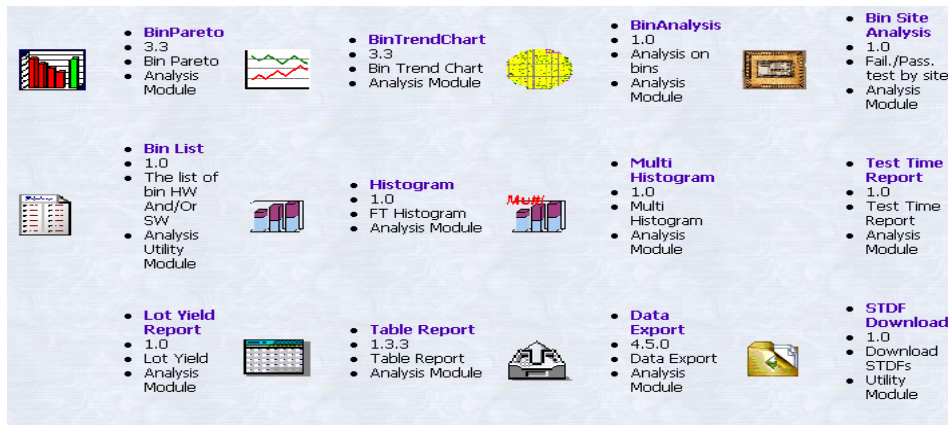 BinPareto
3.3
Bin Pareto
Analysis
Module
BinTrendChart
3.3
Bin Trend Chart
Analysis Module
BinAnalysis
1.0
Analysis on
bins
Analysis
Module
Bin Site
Analysis
1.0
Fail./Pass.
test by site
Analysis
Module
Bin List
1.0
The list of
bin HW
And/Or
SW
Analysis
Utility
Module
Histogram
1.0
FT Histogram
Analysis Module
Multi
Multi
Histogram
1.0
Multi
Histogram
Analysis
Module
Test Time
Report
1.0
Test Time
Report
Analysis
Module
Lot Yield
Report
1.0
Lot Yield
Analysis
Module
Table Report
1.3.3
Table Report
Analysis Module
Data
Export
4.5.0
Data Export
Analysis
Module
STDF
Download
1.0
Download
STDFs
Utility
Module